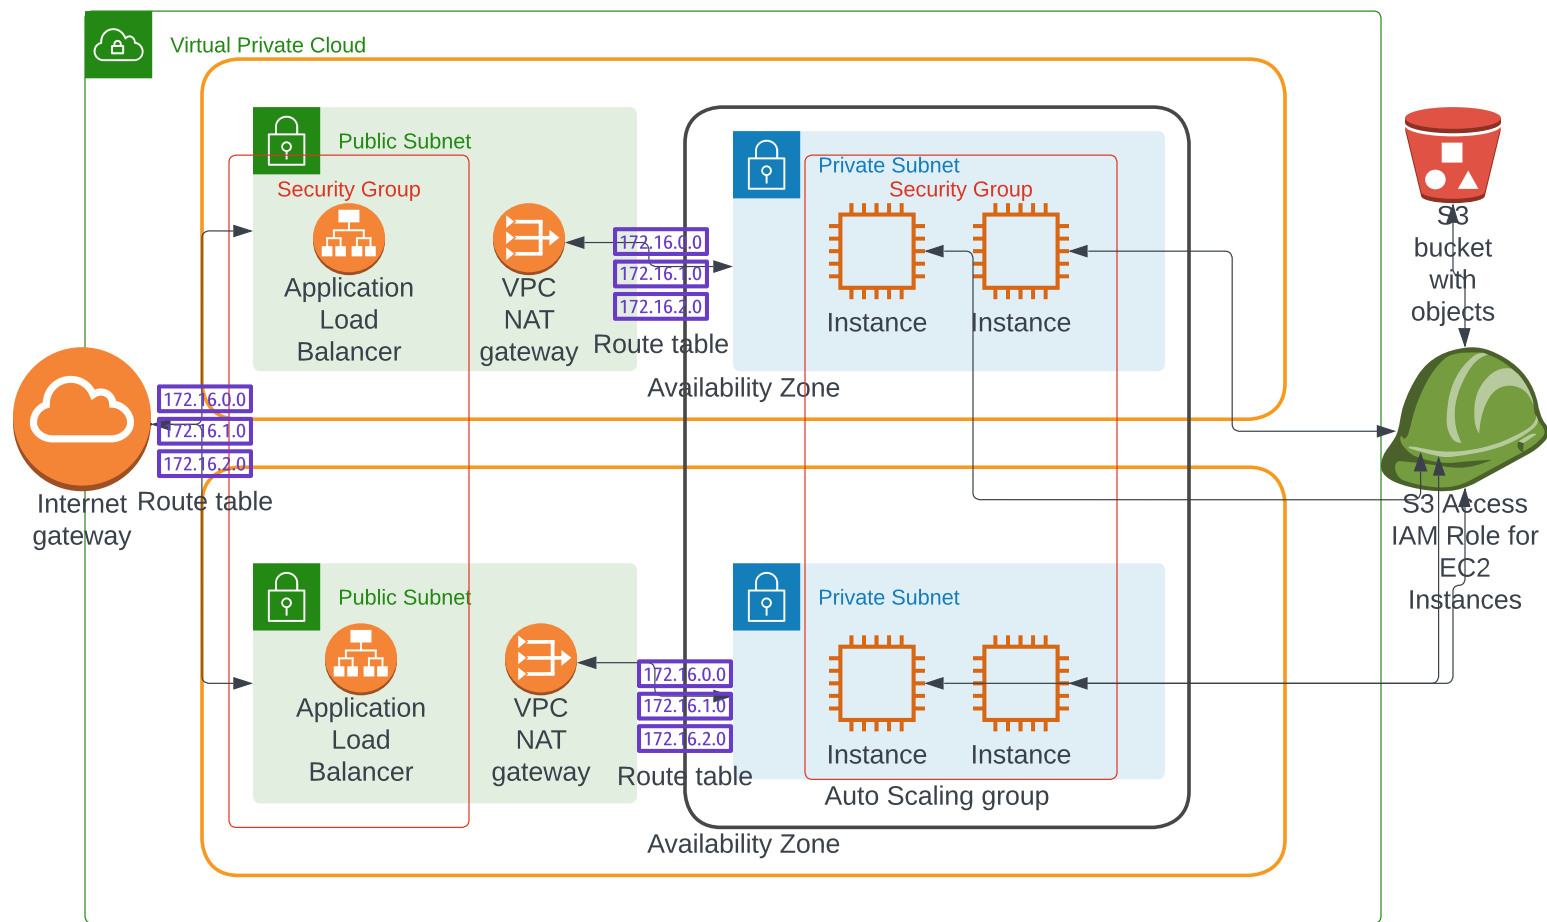 Virtual Private Cloud
Public Subnet
Security Group
Application
Load
Balancer
VPC
NAT
gateway
172.16.0.0
172.16.1.0
172.16.2.0
Route table
Private Subnet
Security Group
Instance
Instance
Availability Zone
S3
bucket
with
objects
Internet
gateway
172.16.0.0
172.16.1.0
172.16.2.0
Route table
S3 Access
IAM Role for
EC2
Instances
Public Subnet
Application
Load
Balancer
VPC
NAT
gateway
172.16.0.0
172.16.1.0
172.16.2.0
Route table
Private Subnet
Instance
Instance
Auto Scaling group
Availability Zone